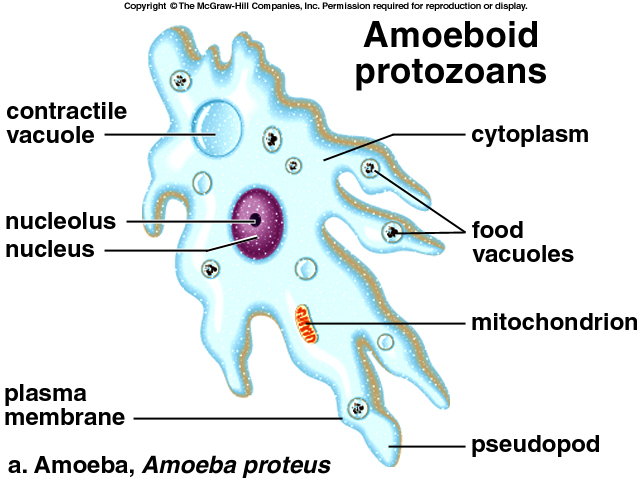 Copyright © The McGraw-Hill Companies, Inc. Permission required for reproduction or display.
Amoeboid
protozoans
contractile
vacuole
cytoplasm
nucleolus
nucleus
food
vacuoles
mitochondrion
plasma
membrane
pseudopod
a. Amoeba, Amoeba proteus